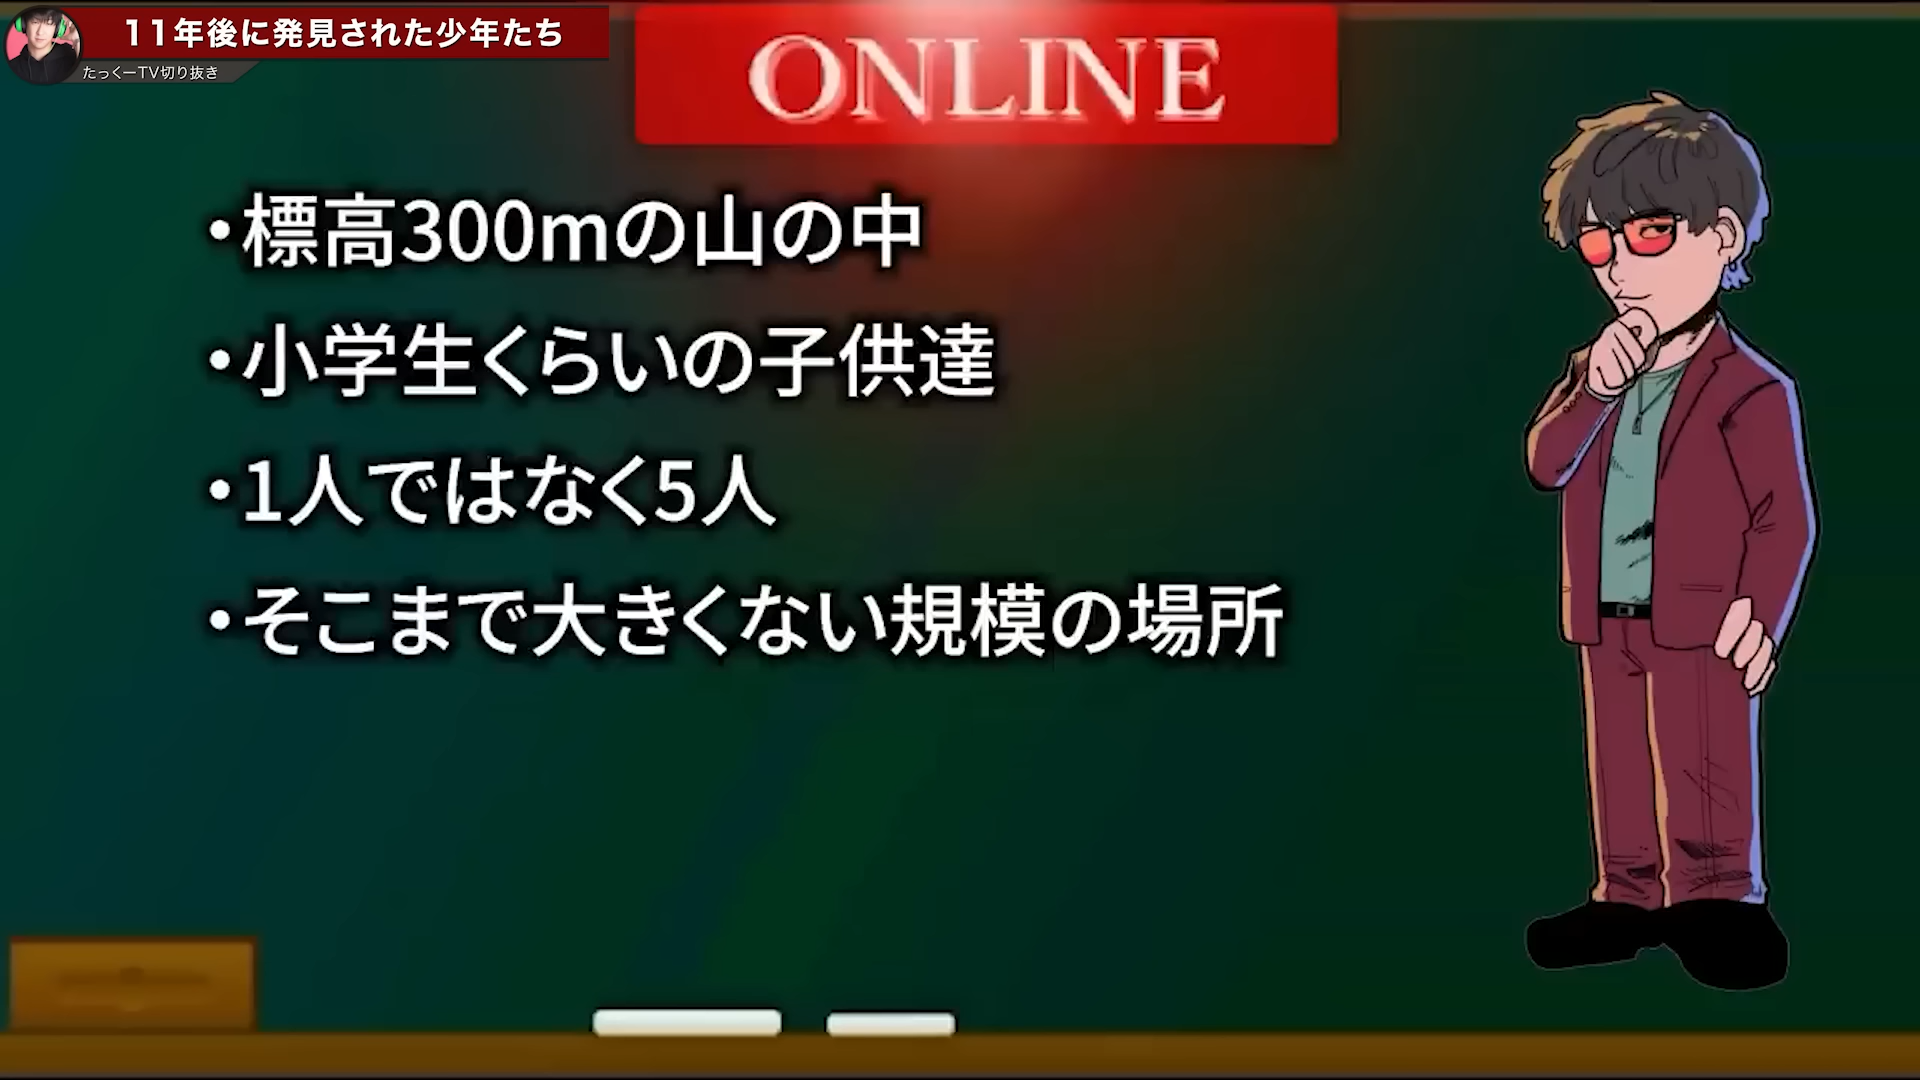 11年後に発見された少年たち
たっくーTV切り抜き
ONLINE
・標高300mの山の中
・小学生くらいの子供達
・1人ではなく5人
・そこまで大きくない規模の場所